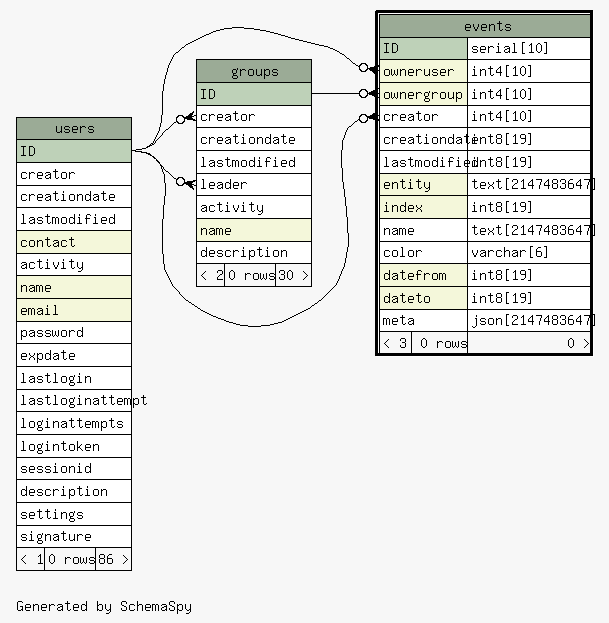 users
ID
creator
creationdate
lastmodified
contact
activity
name
email
password
expdate
lastlogin
lastloginattempt
loginattempts
logintoken
sessionid
description
settings
signature
< 1 0 rows 86 >
groups
ID
creator
creationdate
lastmodified
leader
activity
name
description
< 2 0 rows 30 >
events
ID serial[10]
owneruser int4[10]
ownergroup int4[10]
creator int4[10]
creationdate int8[19]
lastmodified int8[19]
entity text[2147483647]
index int8[19]
name text[2147483647]
color varchar[6]
datefrom int8[19]
dateto int8[19]
meta json[2147483647]
< 3 0 rows 0 >
Generated by SchemaSpy